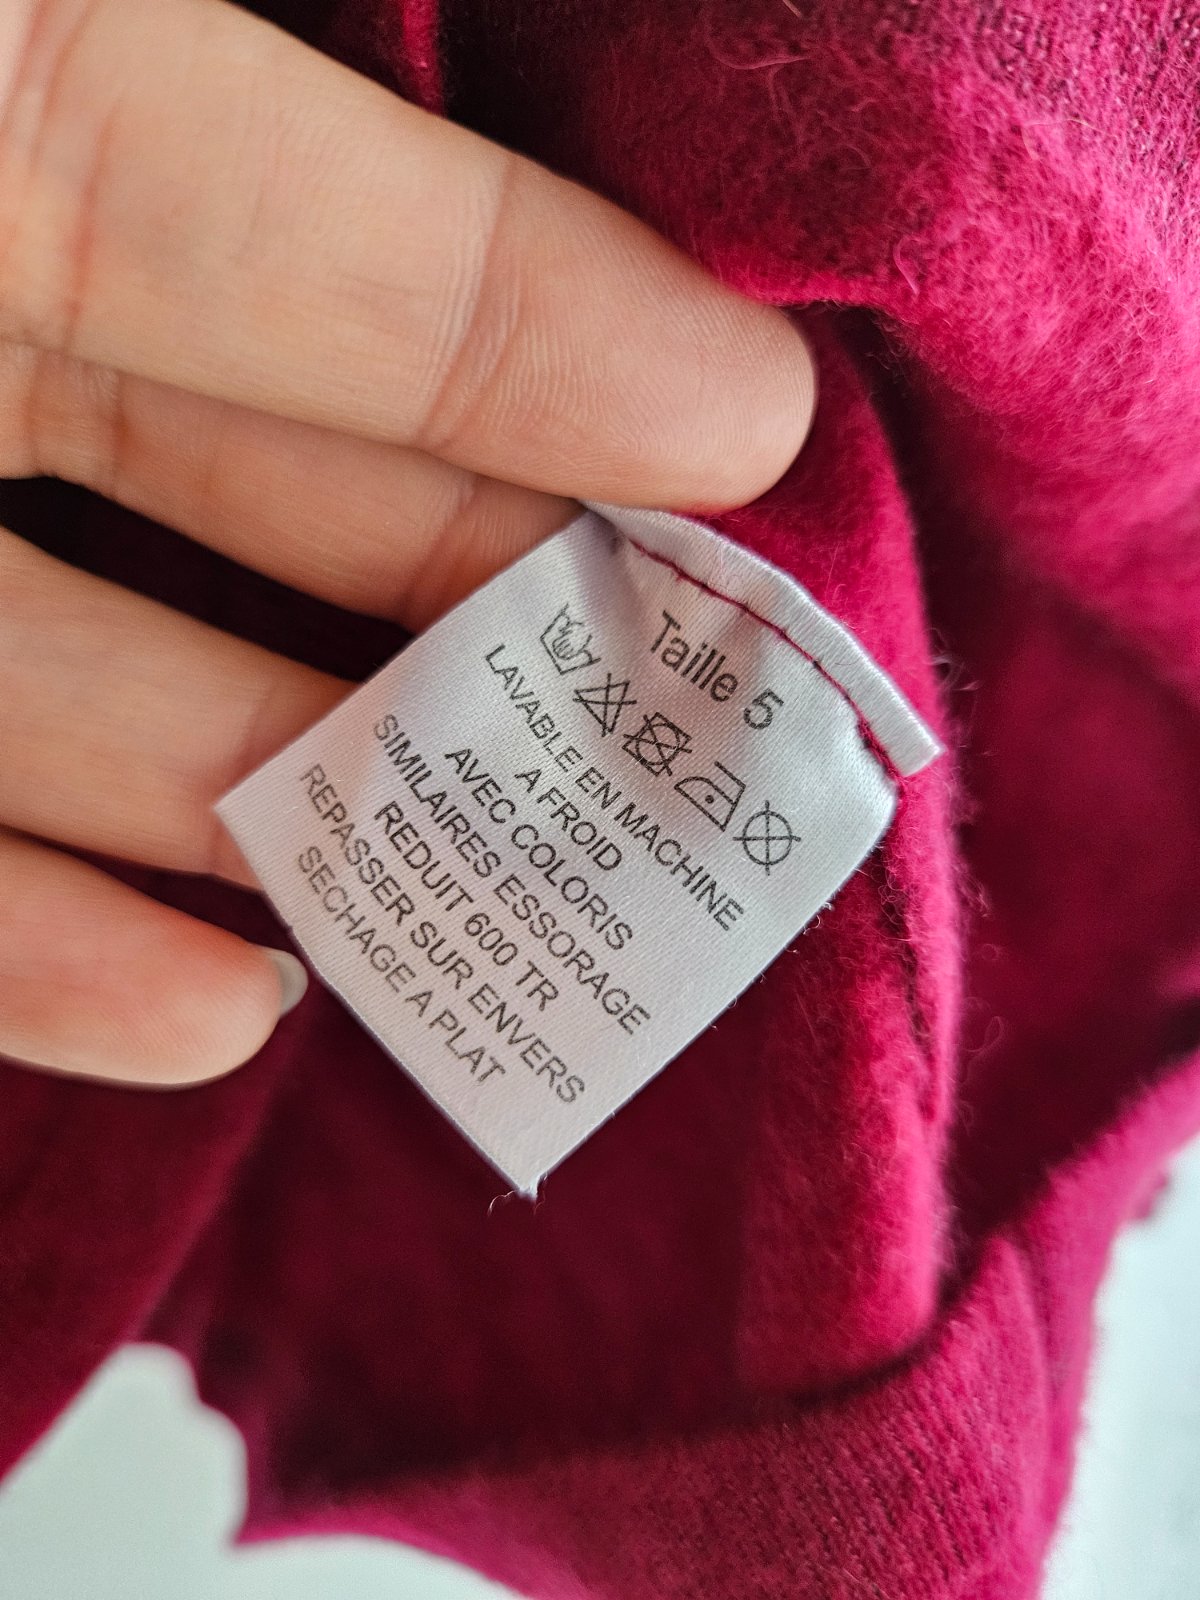 Taille 5
LAVABLE EN MACHINE
A FROID
AVEC COLORIS
SIMILAIRES ESSORAGE
REDUIT 600 TR
REPASSER SUR ENVERS
SECHAGE A PLAT